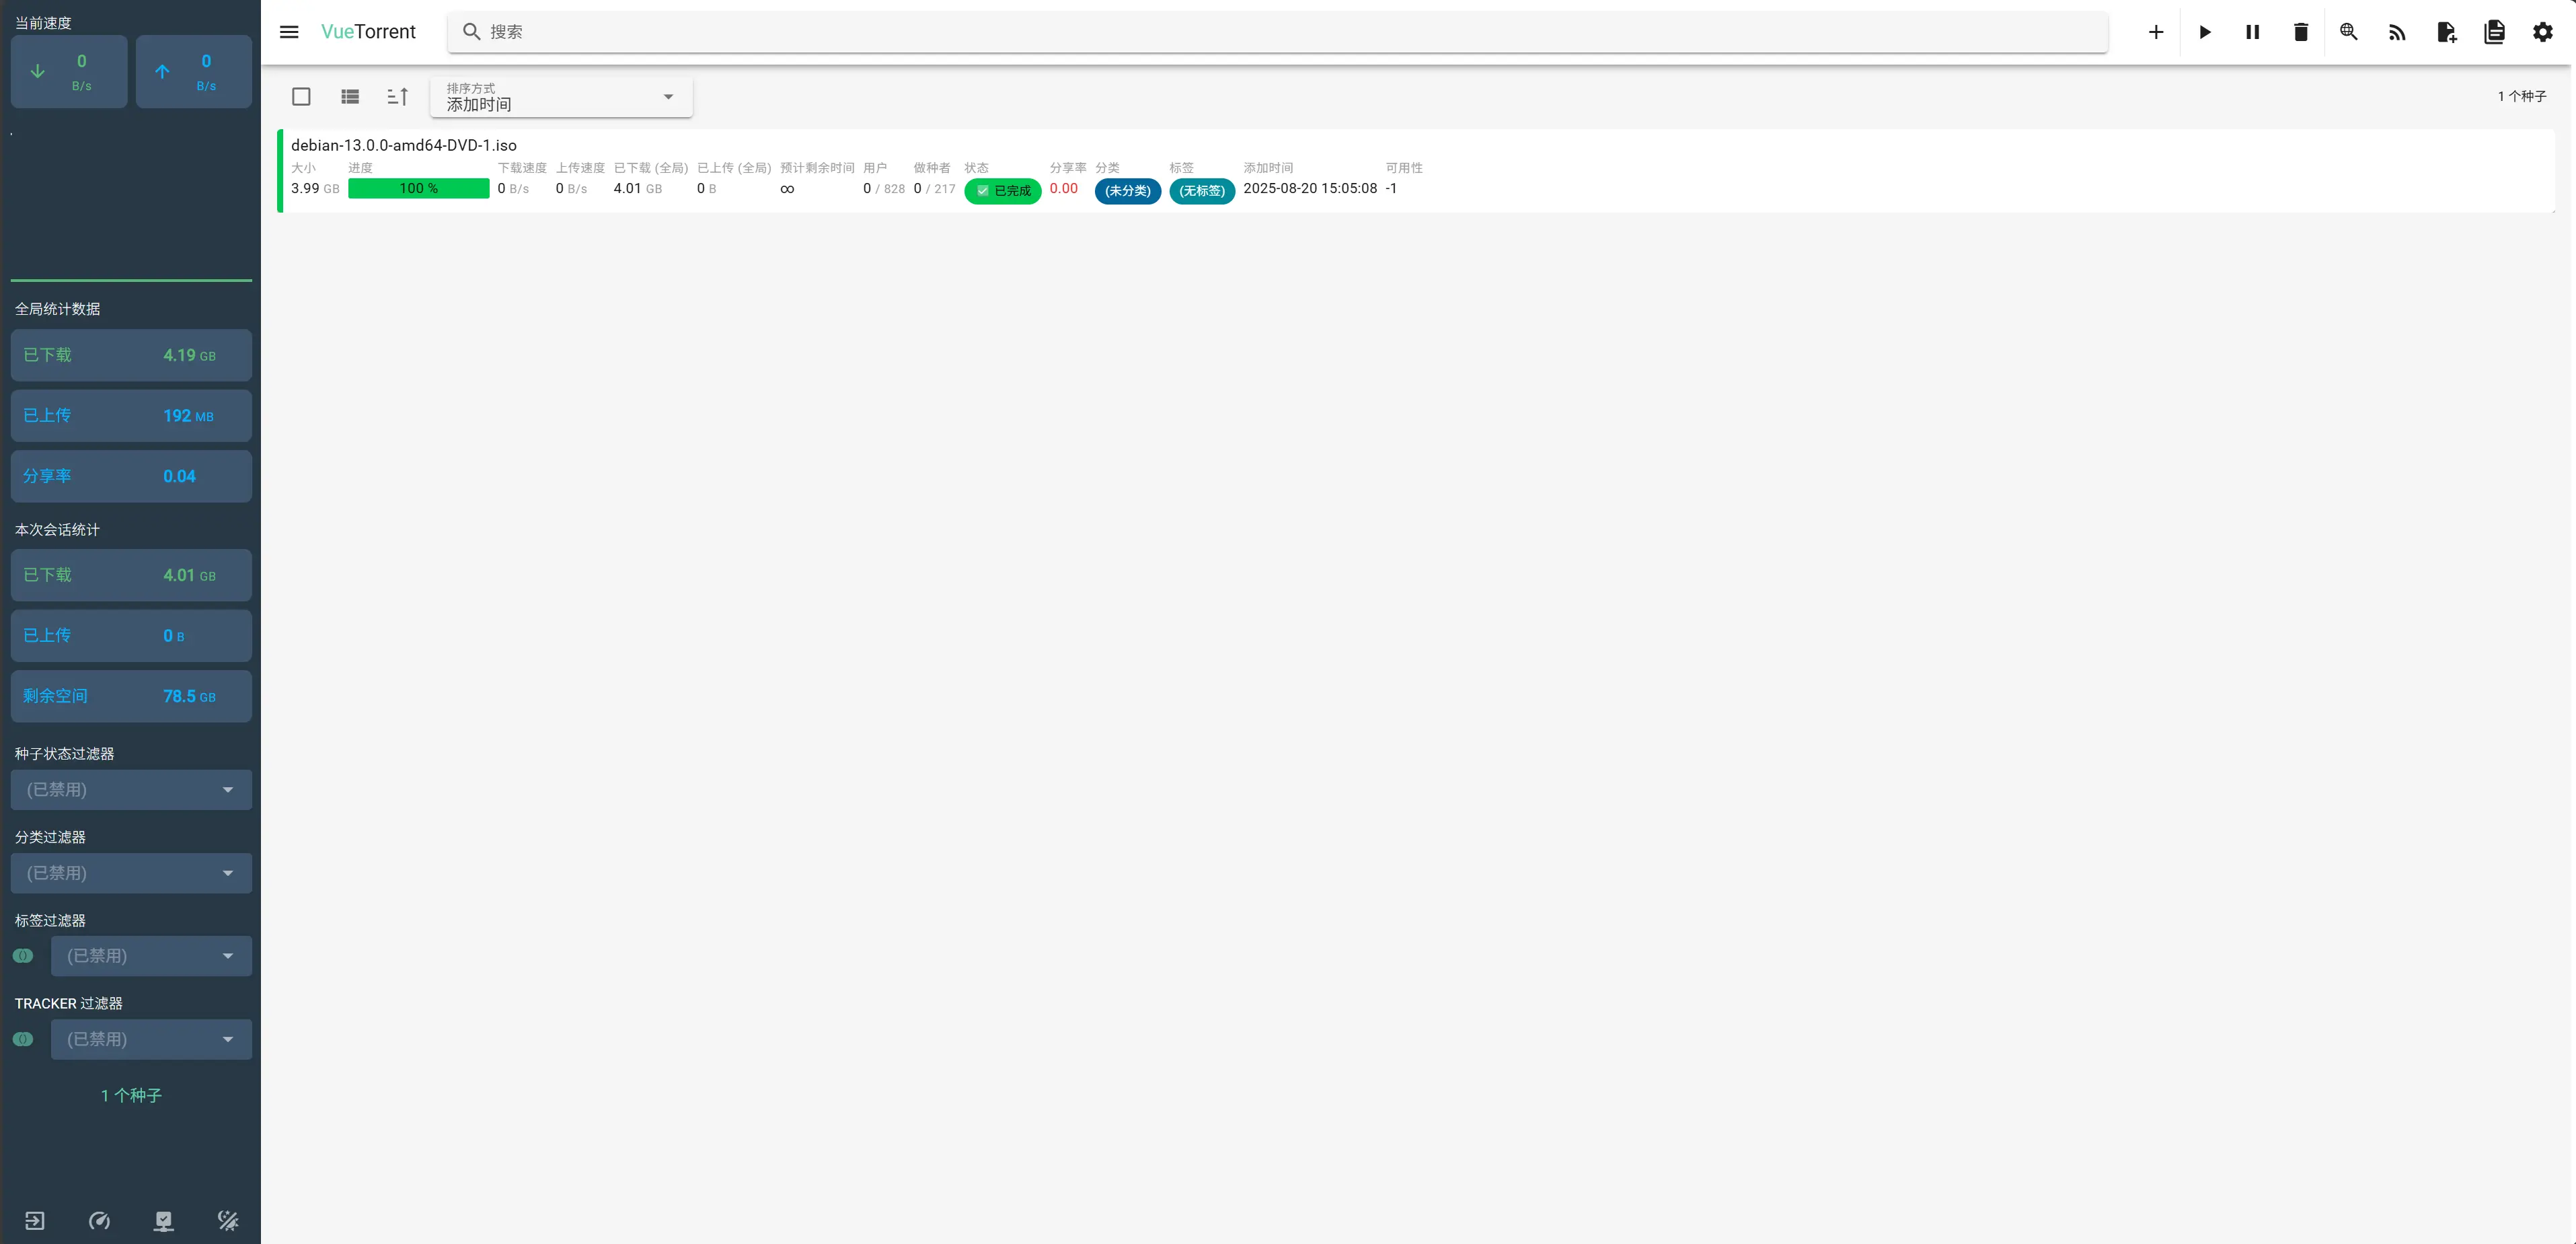 当前速度
0
B/s
0
B/s
全局统计数据
已下载 4.19 GB
已上传 192 MB
分享率 0.04
本次会话统计
已下载 4.01 GB
已上传 0 B
剩余空间 78.5 GB
种子状态过滤器
(已禁用)
分类过滤器
(已禁用)
标签过滤器
(已禁用)
TRACKER 过滤器
(已禁用)
1 个种子
VueTorrent
搜索
排序方式
添加时间
1 个种子
debian-13.0.0-amd64-DVD-1.iso
大小 进度 下载速度 上传速度 已下载 (全局) 已上传 (全局) 预计剩余时间 用户 做种者 状态 分享率 分类 标签 添加时间 可用性
3.99 GB 100 % 0 B/s 0 B/s 4.01 GB 0 B ∞ 0 / 828 0 / 217 已完成 0.00 (未分类) (无标签) 2025-08-20 15:05:08 -1